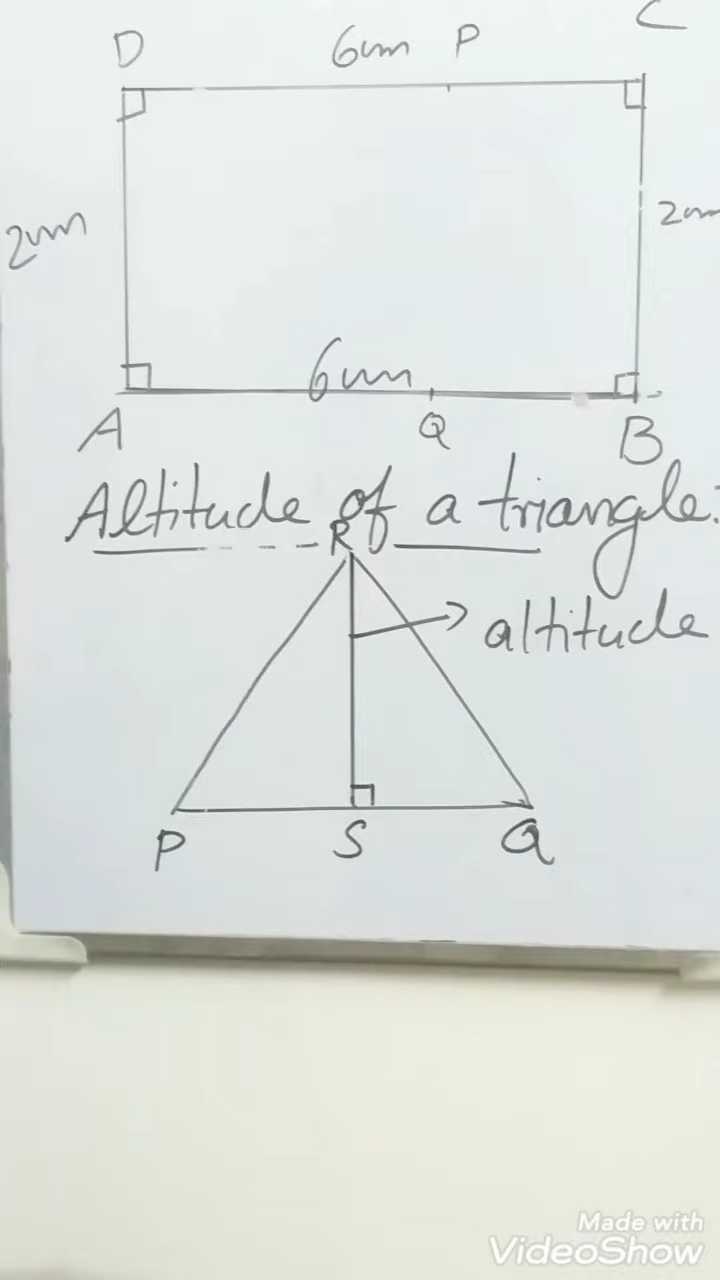 D 6cm P C
2cm 2cm
6cm
A Q B
Altitude of a triangle:
R
altitude
P S Q
Made with
VideoShow